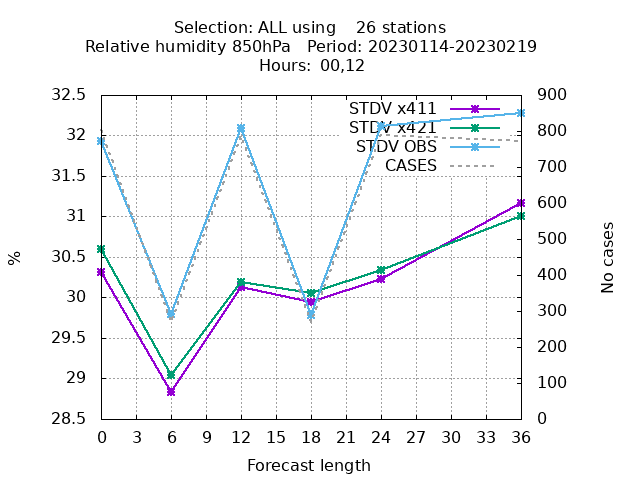 Selection: ALL using    26 stations
Relative humidity 850hPa   Period: 20230114-20230219
Hours: 00,12
32.5
32
31.5
31
30.5
30
29.5
29
28.5
%
STDV x411
STDV x421
STDV OBS
CASES
900
800
700
600
500
400
300
200
100
0
No cases
0 3 6 9 12 15 18 21 24 27 30 33 36
Forecast length